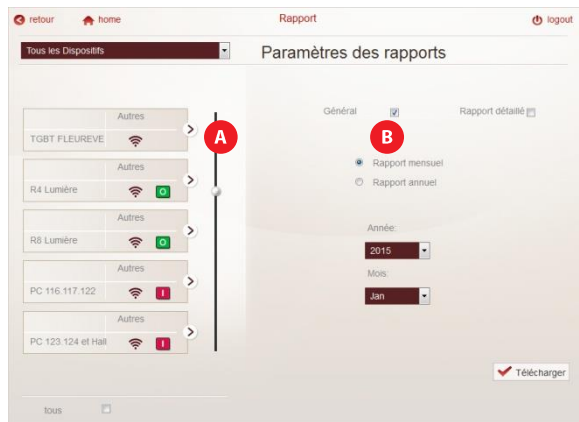 retour home Rapport logout
Tous les Dispositifs
Paramètres des rapports
Autres
TGBT FLEUREVE
Autres
R4 Lumière O
Autres
R8 Lumière O
Autres
PC 116.117.122 I
Autres
PC 123.124 et Hall I
tous
A
Général Rapport détaillé
B
Rapport mensuel
Rapport annuel
Année:
2015
Mois:
Jan
Télécharger